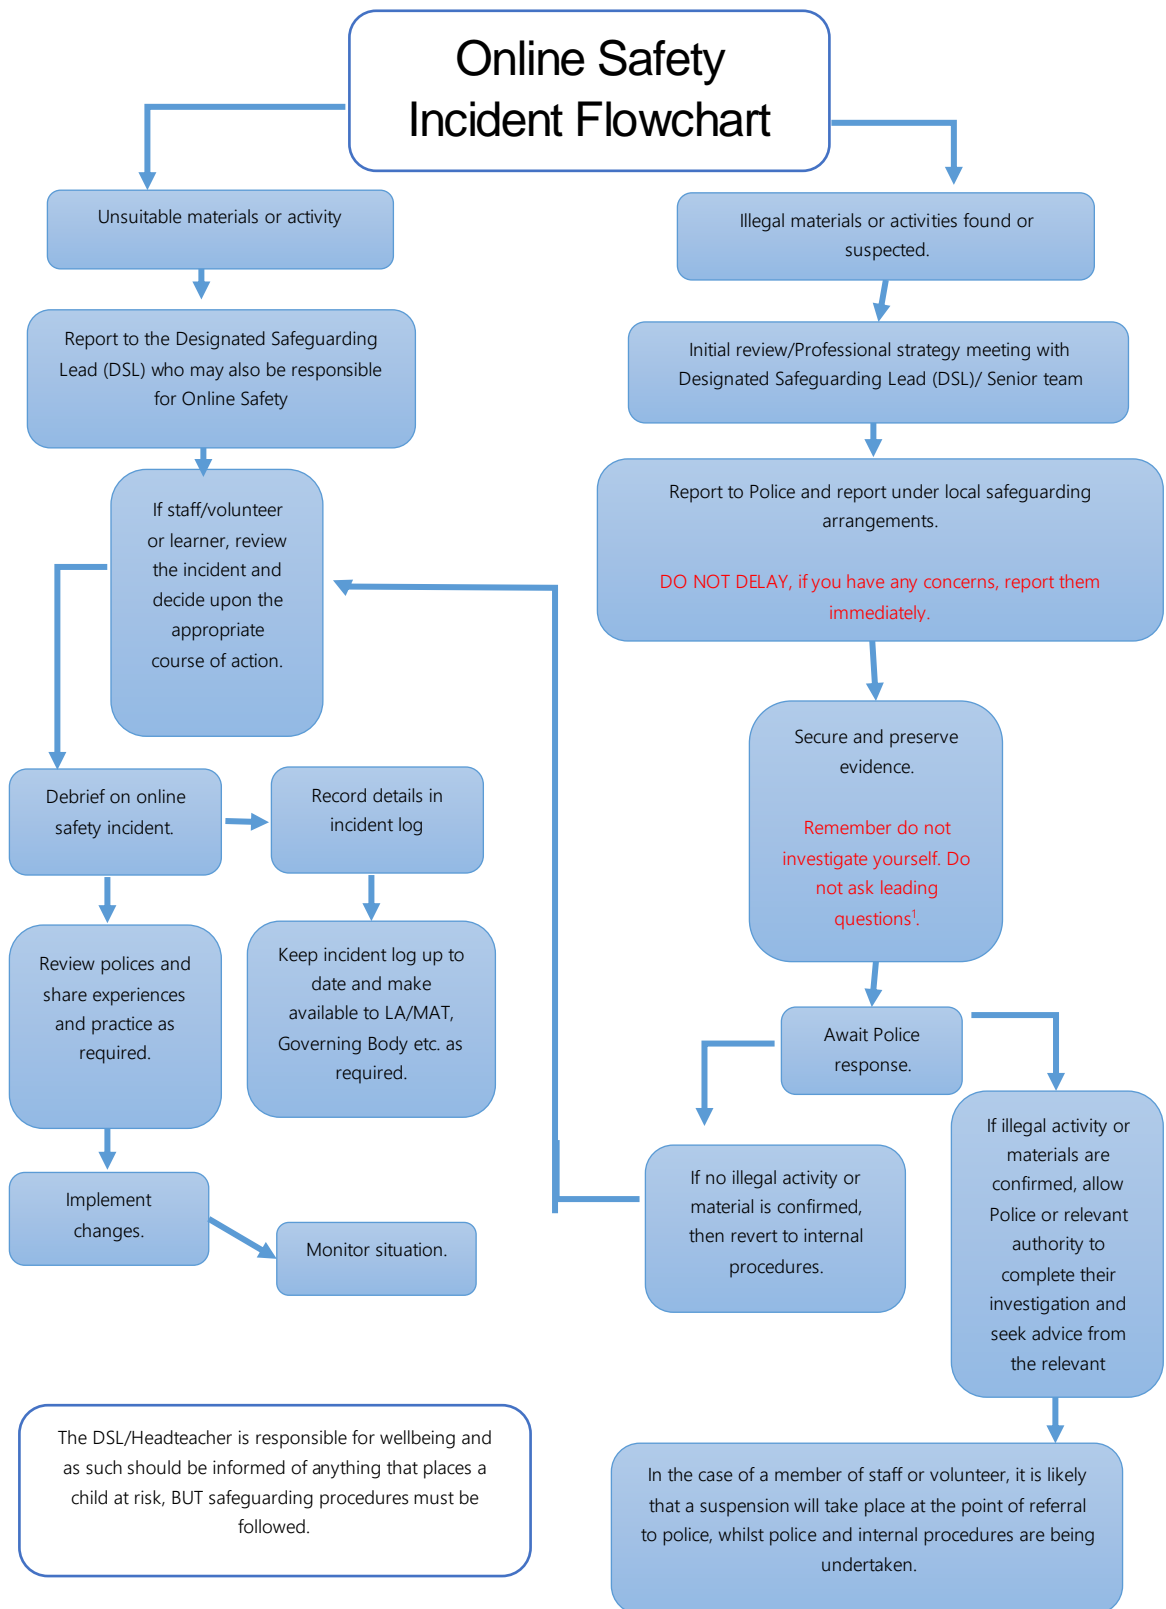 Online Safety
Incident Flowchart
Unsuitable materials or activity
Report to the Designated Safeguarding
Lead (DSL) who may also be responsible
for Online Safety
If staff/volunteer
or learner, review
the incident and
decide upon the
appropriate
course of action.
Debrief on online
safety incident.
Record details in
incident log
Review polices and
share experiences
and practice as
required.
Keep incident log up to
date and make
available to LA/MAT,
Governing Body etc. as
required.
Implement
changes.
Monitor situation.
The DSL/Headteacher is responsible for wellbeing and
as such should be informed of anything that places a
child at risk, BUT safeguarding procedures must be
followed.
Illegal materials or activities found or
suspected.
Initial review/Professional strategy meeting with
Designated Safeguarding Lead (DSL)/ Senior team
Report to Police and report under local safeguarding
arrangements.
DO NOT DELAY, if you have any concerns, report them
immediately.
Secure and preserve
evidence.
Remember do not
investigate yourself. Do
not ask leading
questions¹.
Await Police
response.
If no illegal activity or
material is confirmed,
then revert to internal
procedures.
If illegal activity or
materials are
confirmed, allow
Police or relevant
authority to
complete their
investigation and
seek advice from
the relevant
In the case of a member of staff or volunteer, it is likely
that a suspension will take place at the point of referral
to police, whilst police and internal procedures are being
undertaken.